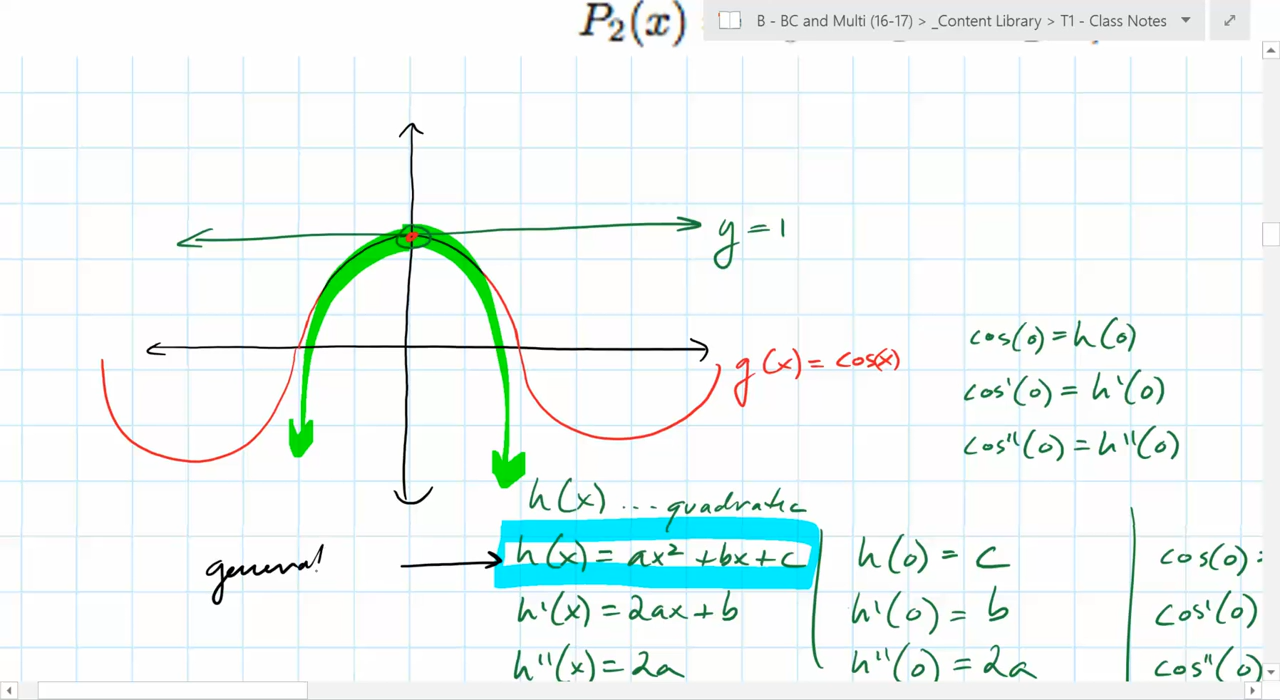 P₂(x)
B - BC and Multi (16-17) > _Content Library > T1 - Class Notes
y = 1
g(x) = cos(x)
cos(0) = h(0)
cos'(0) = h'(0)
cos''(0) = h''(0)
h(x) ... quadratic
general!
h(x) = ax² + bx + c
h'(x) = 2ax + b
h''(x) = 2a
h(0) = c
h'(0) = b
h''(0) = 2a
cos(0) =
cos'(0)
cos''(0)